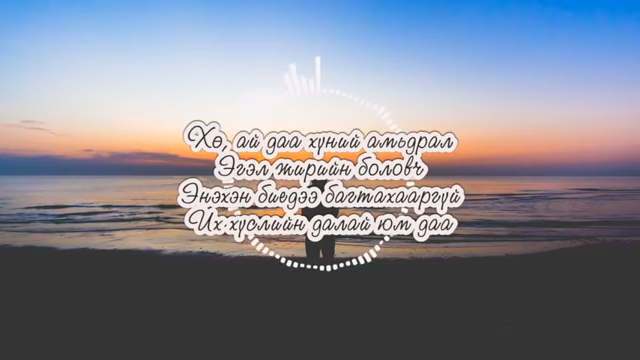 Хө, ай даа хүний амьдрал
Эгэл жирийн боловч
Энэхэн биедээ багтахааргүй
Их хүслийн далай юм даа